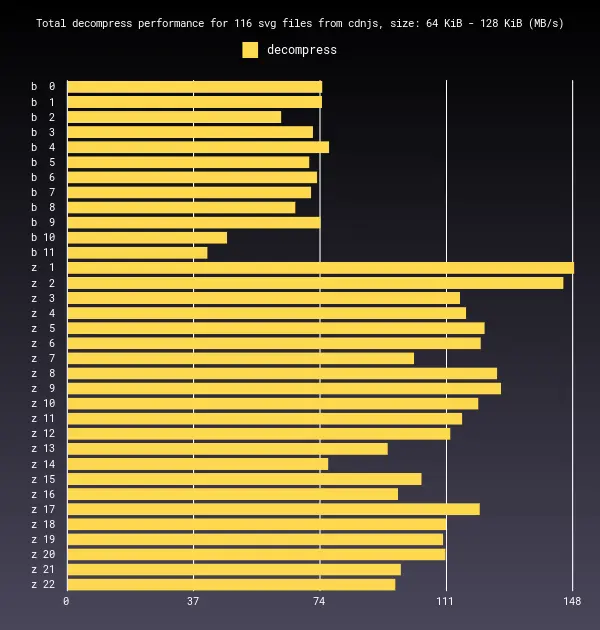 Total decompress performance for 116 svg files from cdnjs, size: 64 KiB - 128 KiB (MB/s)
decompress
b 0
b 1
b 2
b 3
b 4
b 5
b 6
b 7
b 8
b 9
b 10
b 11
z 1
z 2
z 3
z 4
z 5
z 6
z 7
z 8
z 9
z 10
z 11
z 12
z 13
z 14
z 15
z 16
z 17
z 18
z 19
z 20
z 21
z 22
0 37 74 111 148